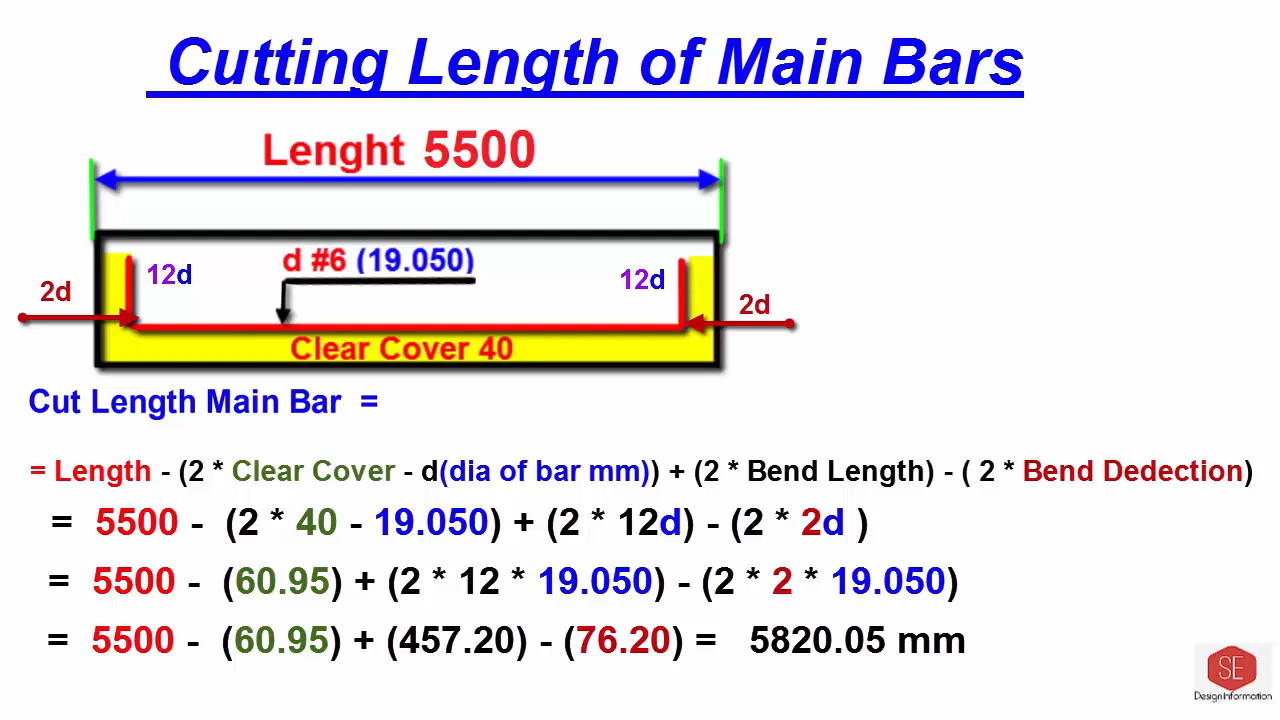 Cutting Length of Main Bars
Lenght 5500
d #6 (19.050)
12d
12d
2d
2d
Clear Cover 40
Cut Length Main Bar =
= Length - (2 * Clear Cover - d(dia of bar mm)) + (2 * Bend Length) - ( 2 * Bend Dedection)
= 5500 - (2 * 40 - 19.050) + (2 * 12d) - (2 * 2d )
= 5500 - (60.95) + (2 * 12 * 19.050) - (2 * 2 * 19.050)
= 5500 - (60.95) + (457.20) - (76.20) = 5820.05 mm
SE
Design Information